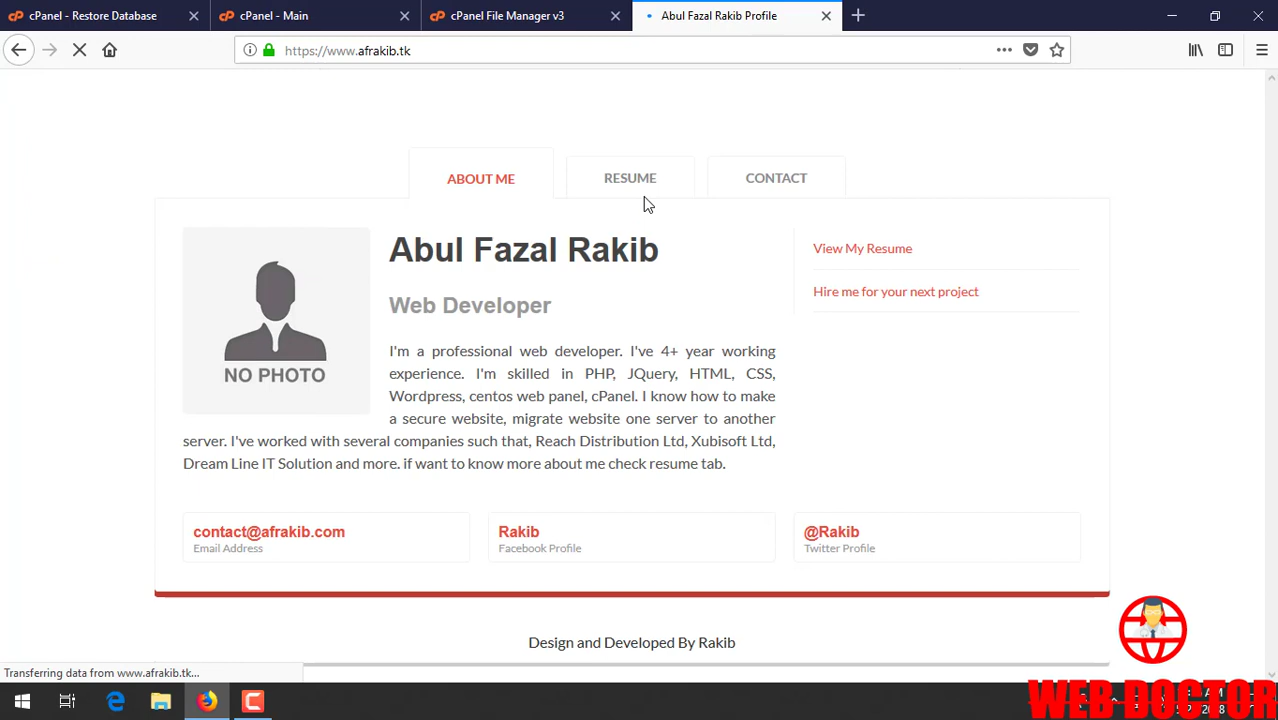 cPanel - Restore Database
cPanel - Main
cPanel File Manager v3
Abul Fazal Rakib Profile
https://www.afrakib.tk
ABOUT ME
RESUME
CONTACT
NO PHOTO
Abul Fazal Rakib
Web Developer
I'm a professional web developer. I've 4+ year working
experience. I'm skilled in PHP, JQuery, HTML, CSS,
Wordpress, centos web panel, cPanel. I know how to make
a secure website, migrate website one server to another
server. I've worked with several companies such that, Reach Distribution Ltd, Xubisoft Ltd,
Dream Line IT Solution and more. if want to know more about me check resume tab.
View My Resume
Hire me for your next project
contact@afrakib.com
Email Address
Rakib
Facebook Profile
@Rakib
Twitter Profile
Design and Developed By Rakib
Transferring data from www.afrakib.tk...
WEB DOCTOR